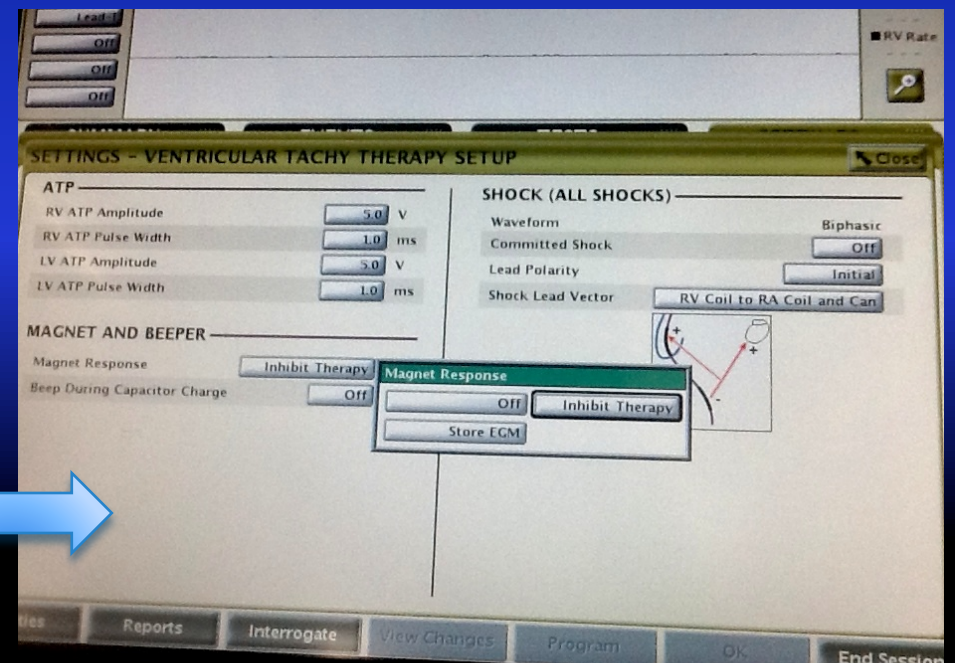 Lead-I
Off
Off
Off
RV Rate
SETTINGS - VENTRICULAR TACHY THERAPY SETUP
Close
ATP
RV ATP Amplitude 5.0 V
RV ATP Pulse Width 1.0 ms
LV ATP Amplitude 5.0 V
LV ATP Pulse Width 1.0 ms
MAGNET AND BEEPER
Magnet Response Inhibit Therapy
Beep During Capacitor Charge Off
SHOCK (ALL SHOCKS)
Waveform Biphasic
Committed Shock Off
Lead Polarity Initial
Shock Lead Vector RV Coil to RA Coil and Can
+
+
-
Magnet Response
Off Inhibit Therapy
Store EGM
Reports Interrogate View Changes Program OK End Session